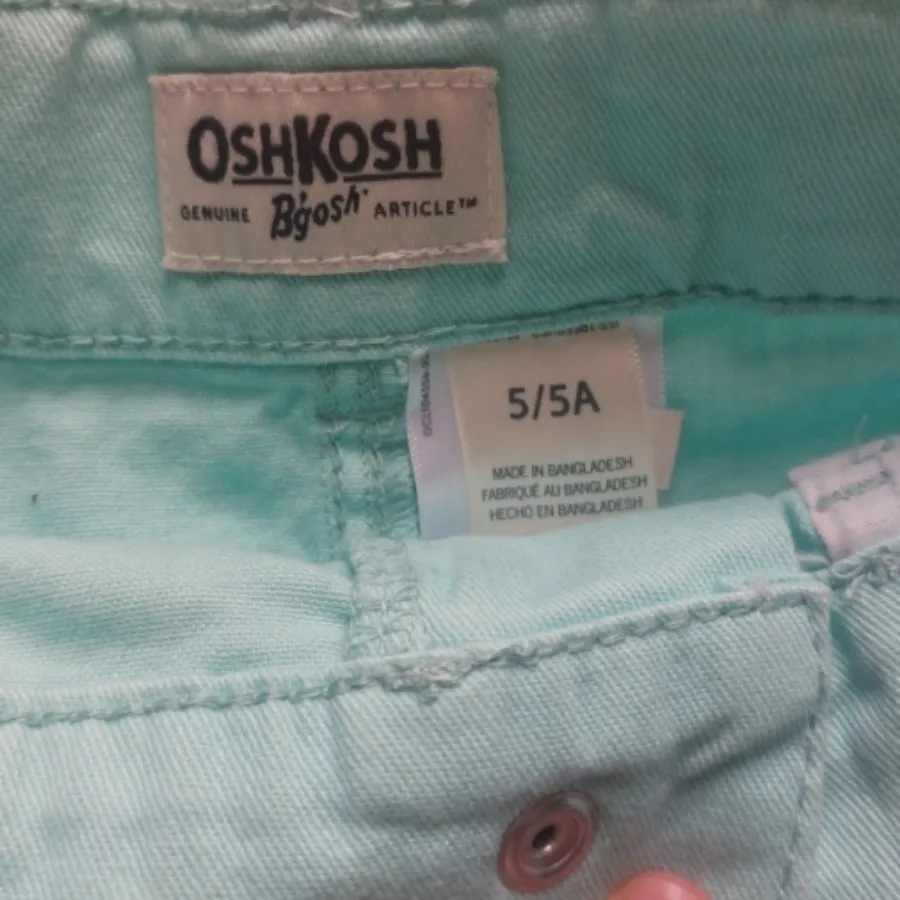 OSHKOSH
GENUINE B'gosh ARTICLE™
5/5A
MADE IN BANGLADESH
FABRIQUÉ AU BANGLADESH
HECHO EN BANGLADESH